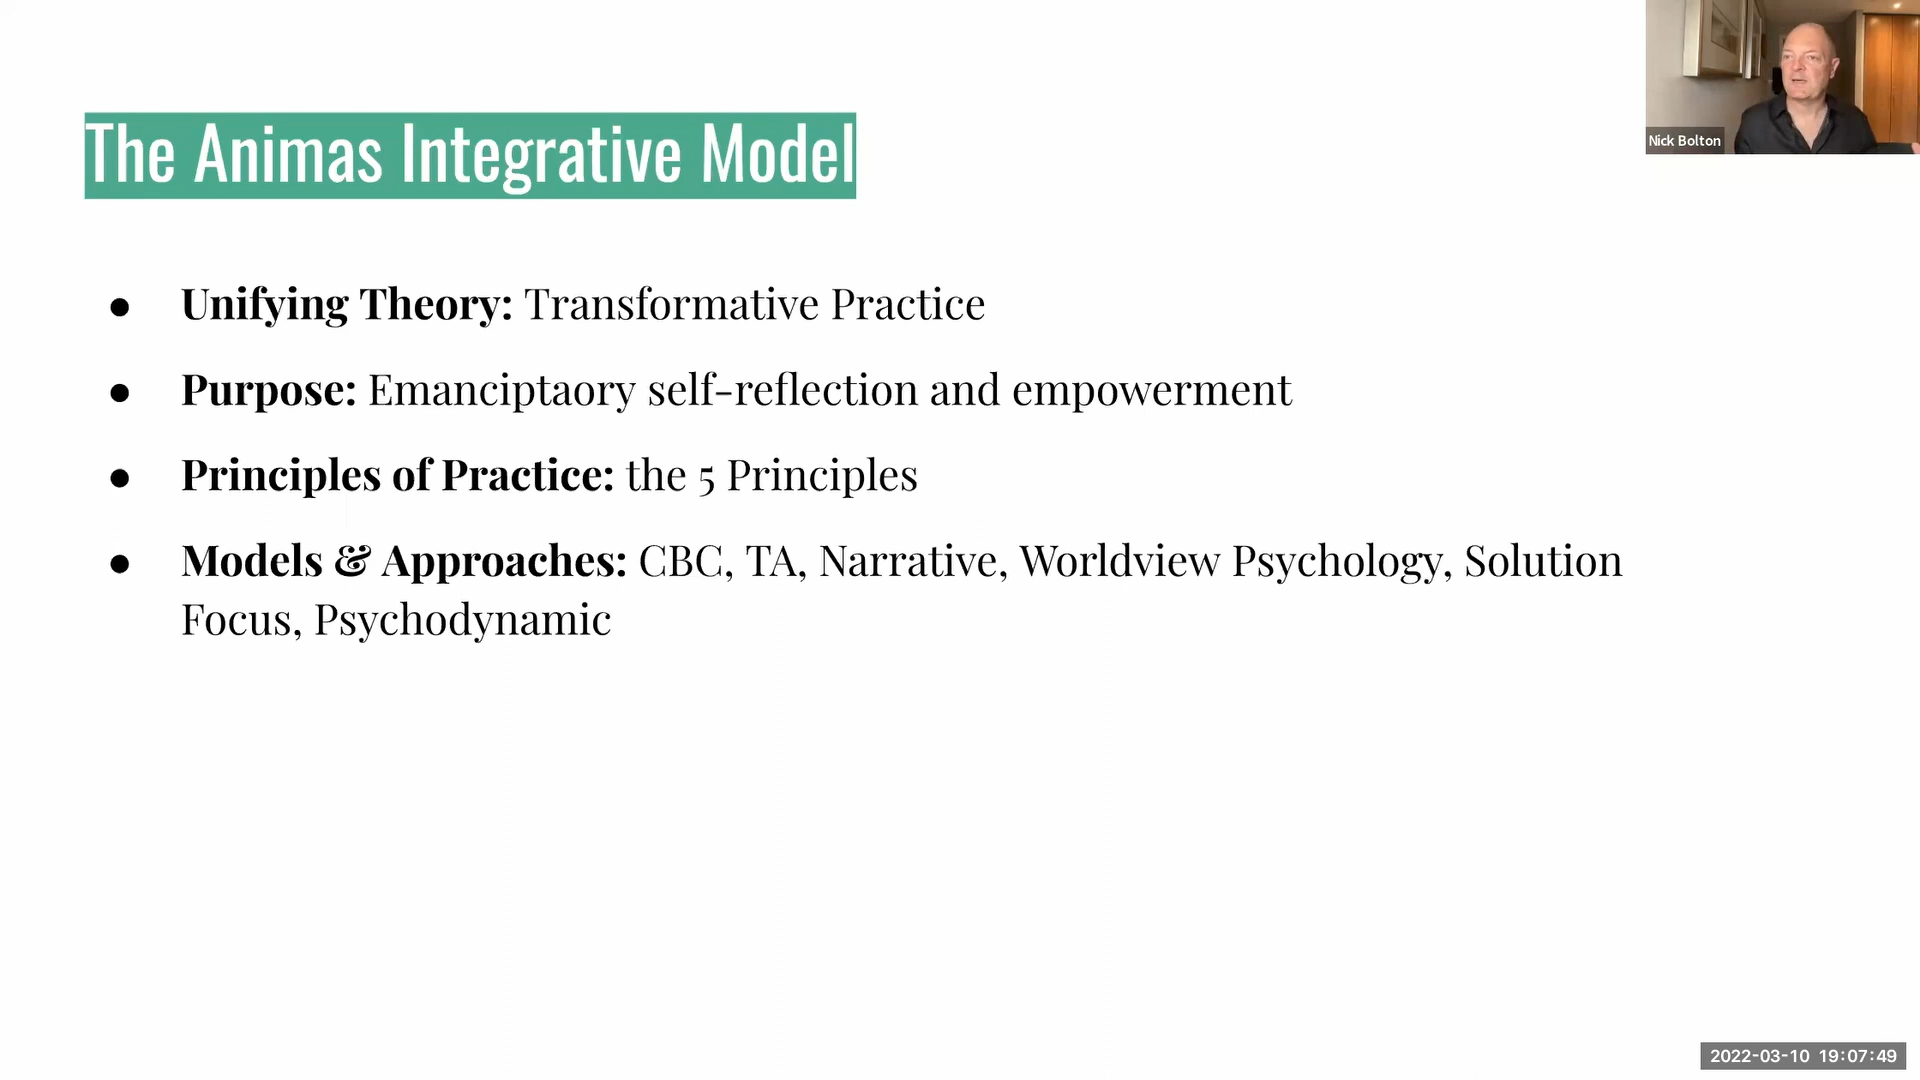 The Animas Integrative Model
Nick Bolton
● Unifying Theory: Transformative Practice
● Purpose: Emanciptaory self-reflection and empowerment
● Principles of Practice: the 5 Principles
● Models & Approaches: CBC, TA, Narrative, Worldview Psychology, Solution
Focus, Psychodynamic
2022-03-10 19:07:49